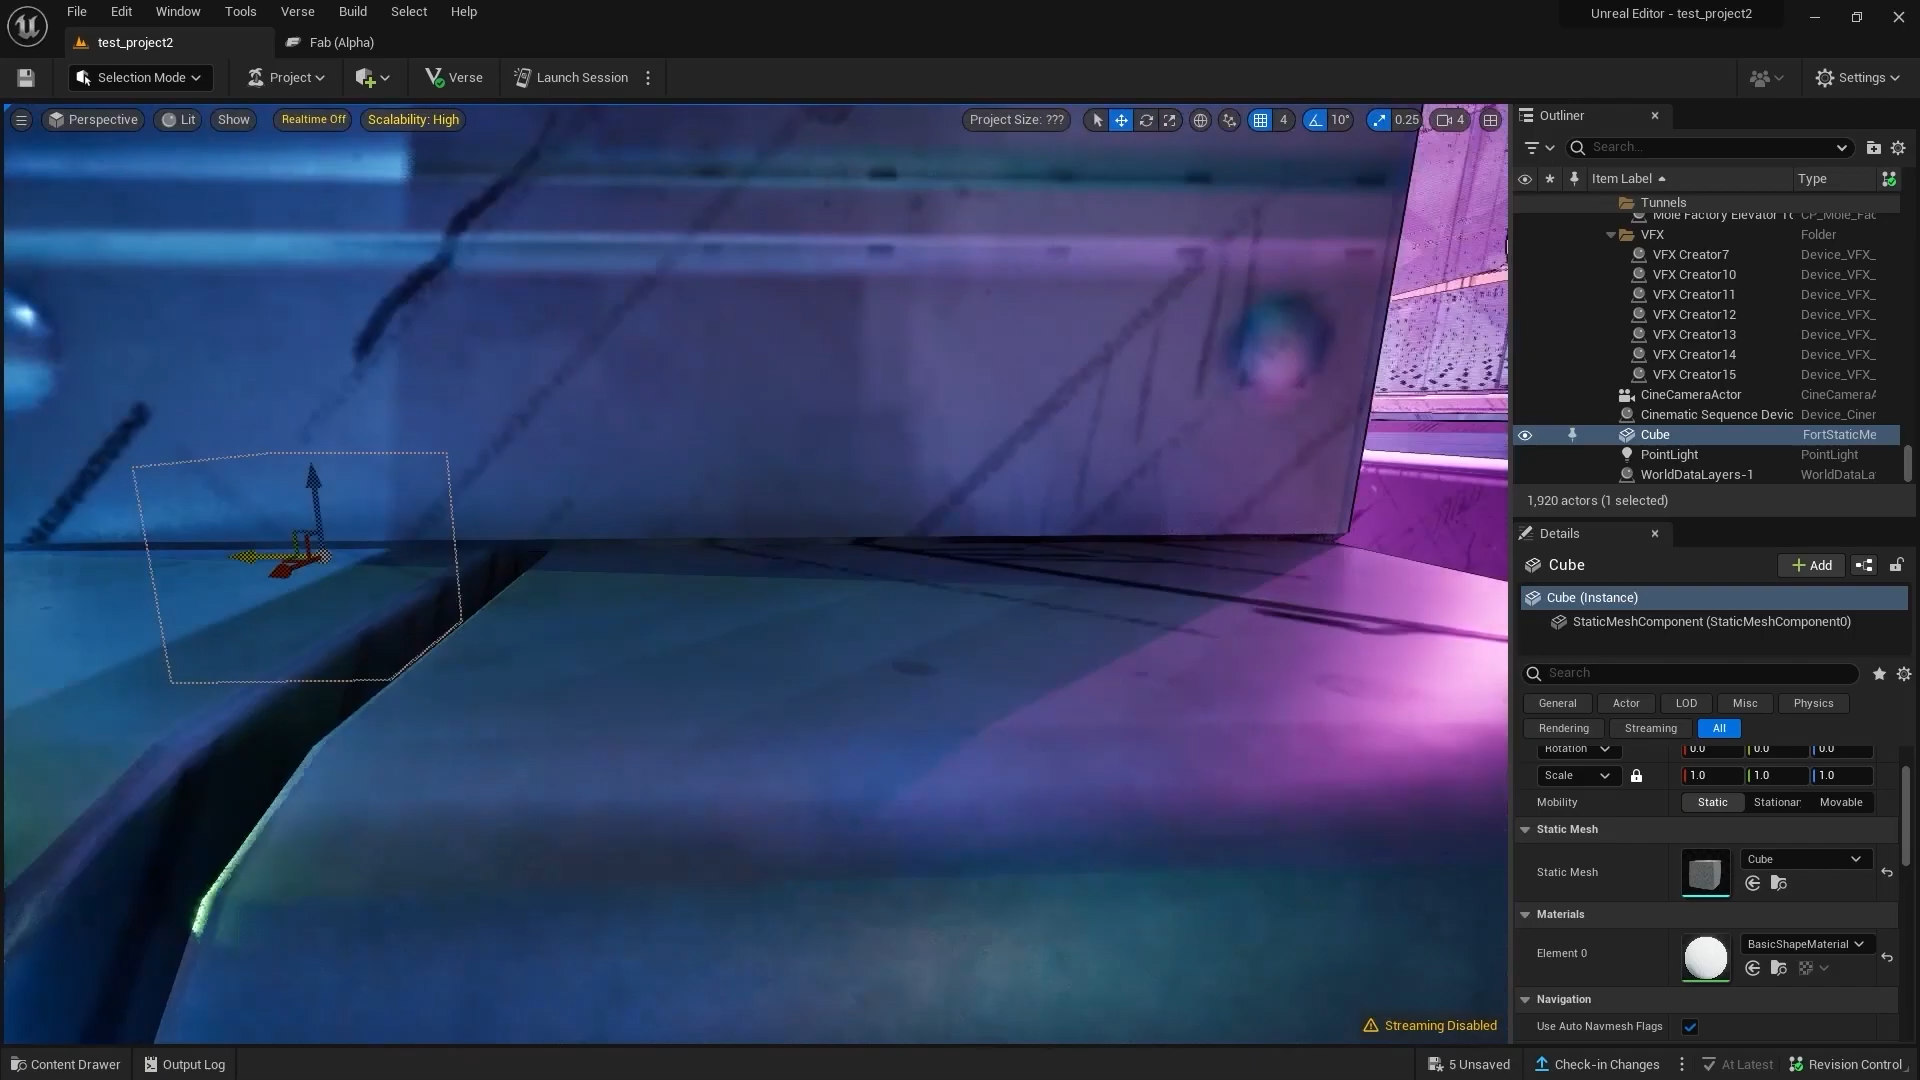 File Edit Window Tools Verse Build Select Help
Unreal Editor - test_project2
test_project2
Fab (Alpha)
Selection Mode
Project
Verse
Launch Session
Settings
Perspective
Lit
Show
Realtime Off
Scalability: High
Project Size: ???
4
10°
0.25
4
Outliner
Search...
Item Label
Type
Tunnels
VFX Folder
VFX Creator7 Device_VFX_
VFX Creator10 Device_VFX_
VFX Creator11 Device_VFX_
VFX Creator12 Device_VFX_
VFX Creator13 Device_VFX_
VFX Creator14 Device_VFX_
VFX Creator15 Device_VFX_
CineCameraActor CineCameraA
Cinematic Sequence Devic Device_Ciner
Cube FortStaticMe
PointLight PointLight
WorldDataLayers-1 WorldDataLa
1,920 actors (1 selected)
Details
Cube
Add
Cube (Instance)
StaticMeshComponent (StaticMeshComponent0)
Search
General Actor LOD Misc Physics
Rendering Streaming All
Rotation 0.0 0.0 0.0
Scale 1.0 1.0 1.0
Mobility Static Stationar Movable
Static Mesh
Static Mesh Cube
Materials
Element 0 BasicShapeMaterial
Navigation
Use Auto Navmesh Flags
Streaming Disabled
Content Drawer
Output Log
5 Unsaved
Check-in Changes
At Latest
Revision Control